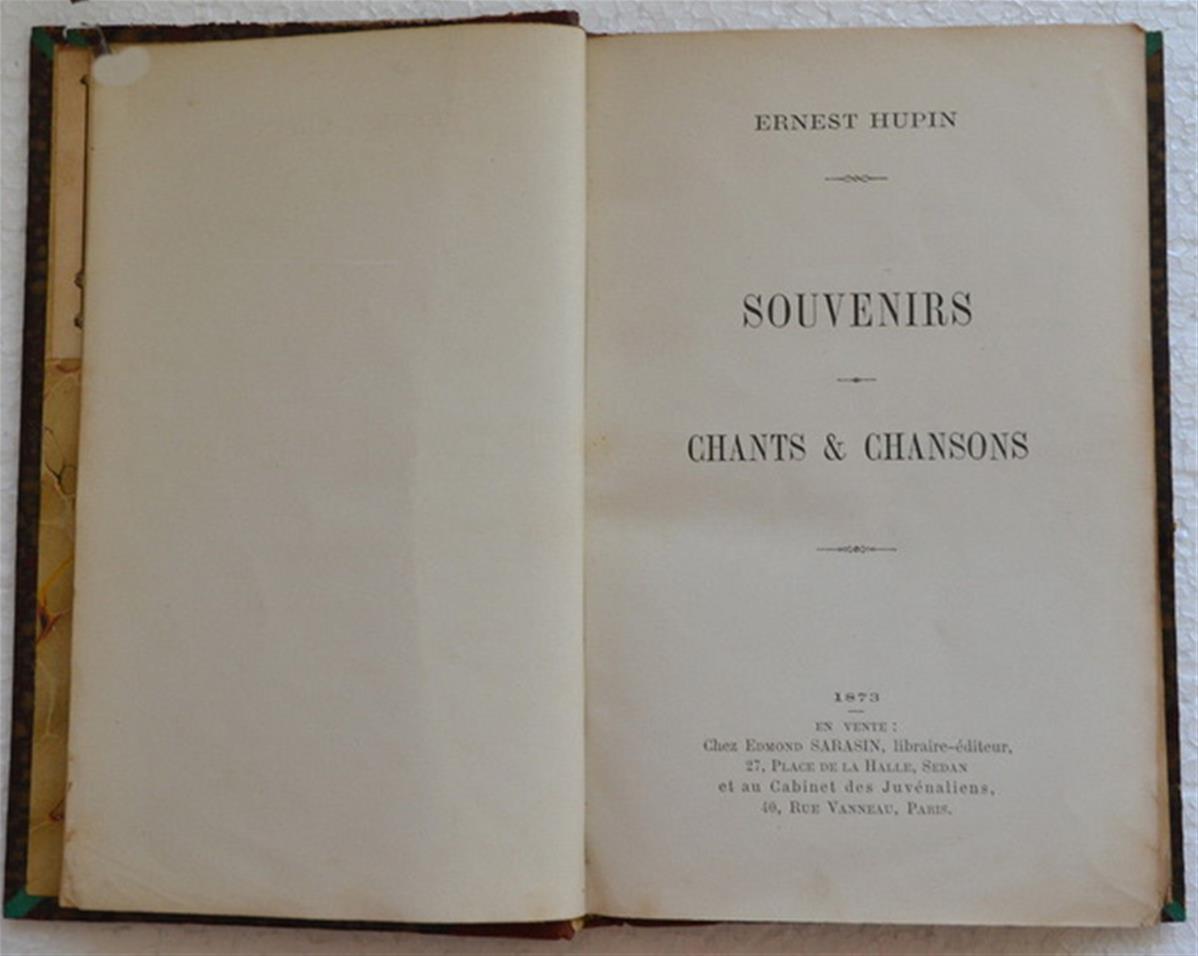 ERNEST HUPIN
SOUVENIRS
CHANTS & CHANSONS
1873
EN VENTE :
Chez EDMOND SARASIN, libraire-éditeur,
27, PLACE DE LA HALLE, SEDAN
et au Cabinet des Juvénaliens,
40, RUE VANNEAU, PARIS.